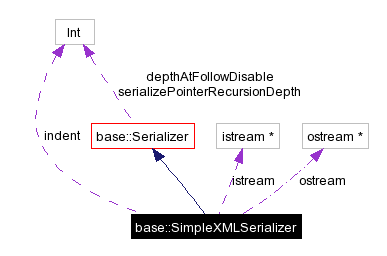 Int
depthAtFollowDisable
serializePointerRecursionDepth
indent
base::Serializer
istream *
ostream *
istream
ostream
base::SimpleXMLSerializer